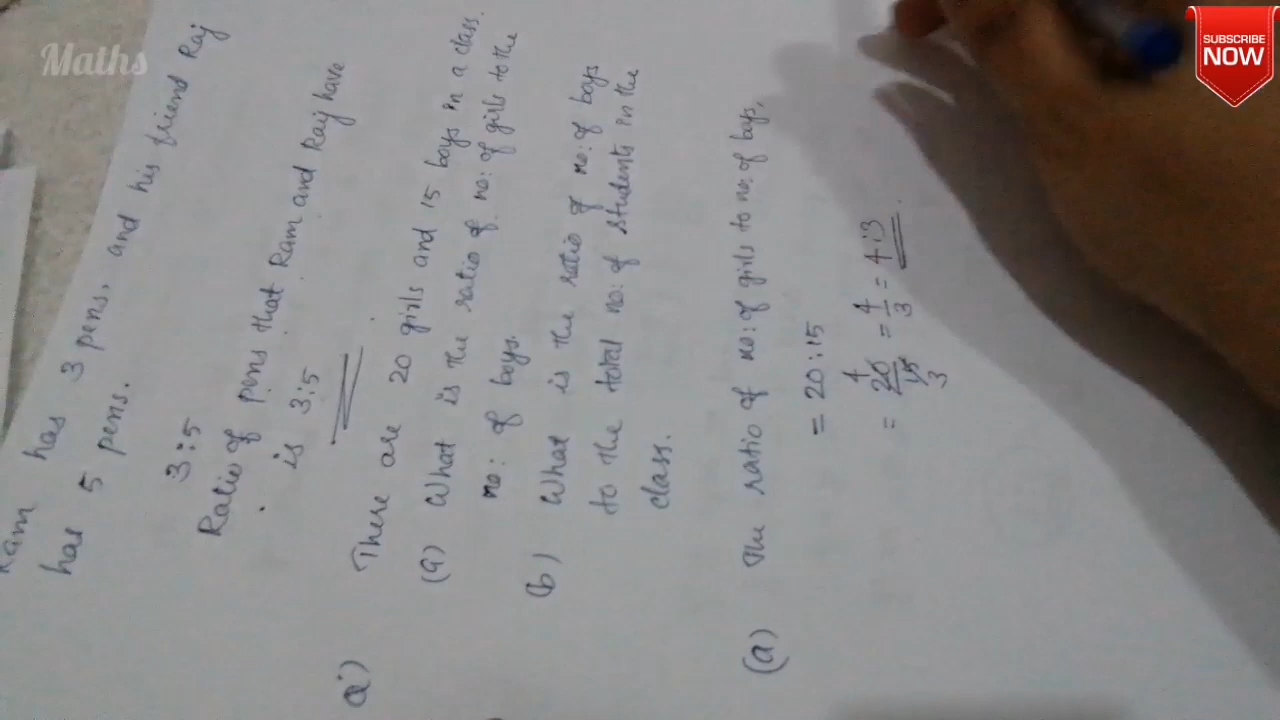 Maths
SUBSCRIBE
NOW
Ram has 3 pens. and his friend Raj
has 5 pens.
3:5
Ratio of pens that Ram and Raj have
is 3:5
Q) There are 20 girls and 15 boys in a class.
(a) What is the ratio of no: of girls to the
no: of boys.
(b) What is the ratio of no: of boys
to the total no: of students in the
class.
(a) The ratio of no: of girls to no: of boys,
= 20:15
= 4 20 / 15 3 = 4/3 = 4:3